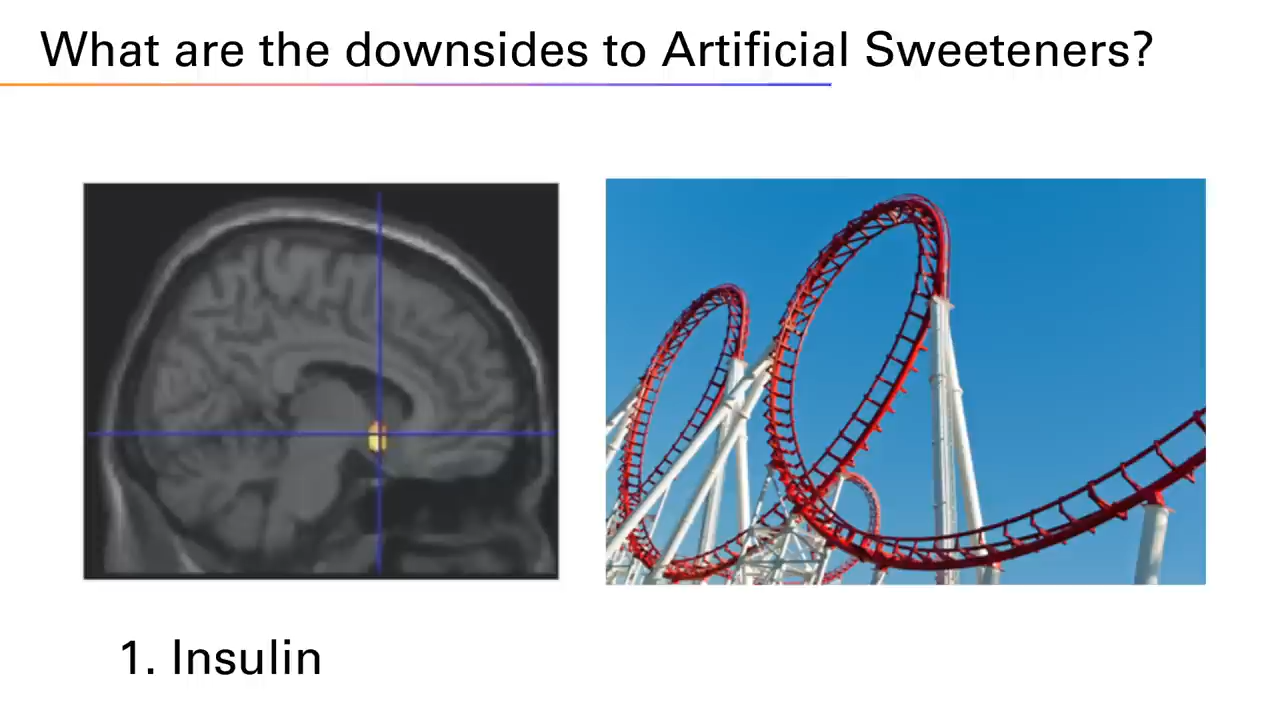 What are the downsides to Artificial Sweeteners?
1. Insulin